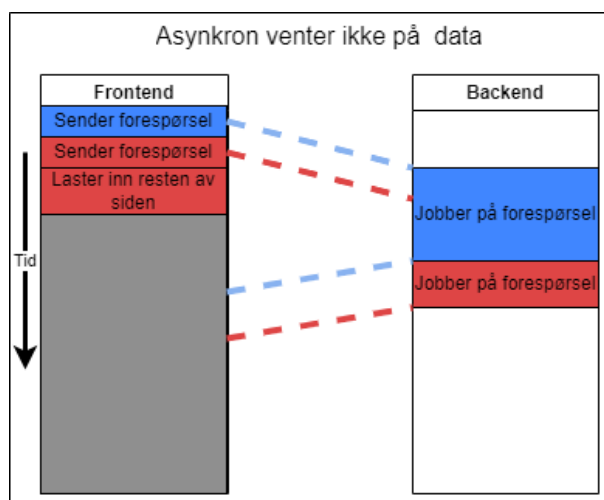 Asynkron venter ikke på data
Frontend
Backend
Sender forespørsel
Sender forespørsel
Laster inn resten av
siden
Jobber på forespørsel
Tid
Jobber på forespørsel